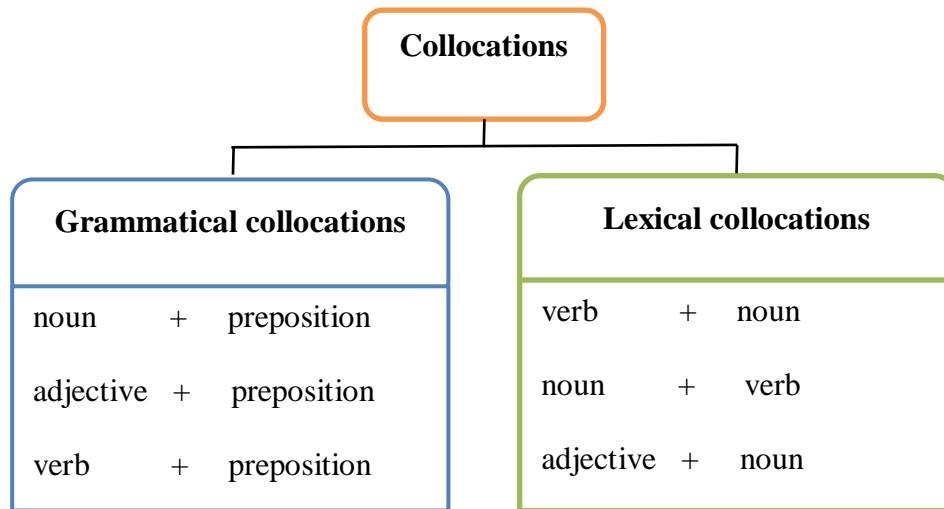 Collocations
Grammatical collocations
noun + preposition
adjective + preposition
verb + preposition
Lexical collocations
verb + noun
noun + verb
adjective + noun